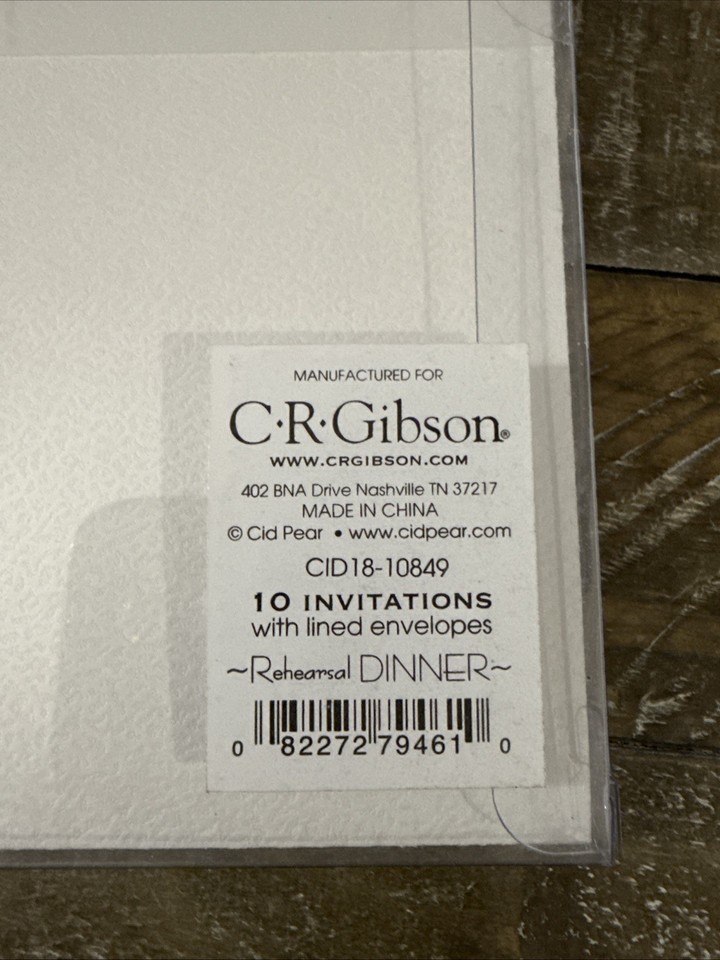 MANUFACTURED FOR
C·R·Gibson®
WWW.CRGIBSON.COM
402 BNA Drive Nashville TN 37217
MADE IN CHINA
© Cid Pear • www.cidpear.com
CID18-10849
10 INVITATIONS
with lined envelopes
~Rehearsal DINNER~
0 82272 79461 0